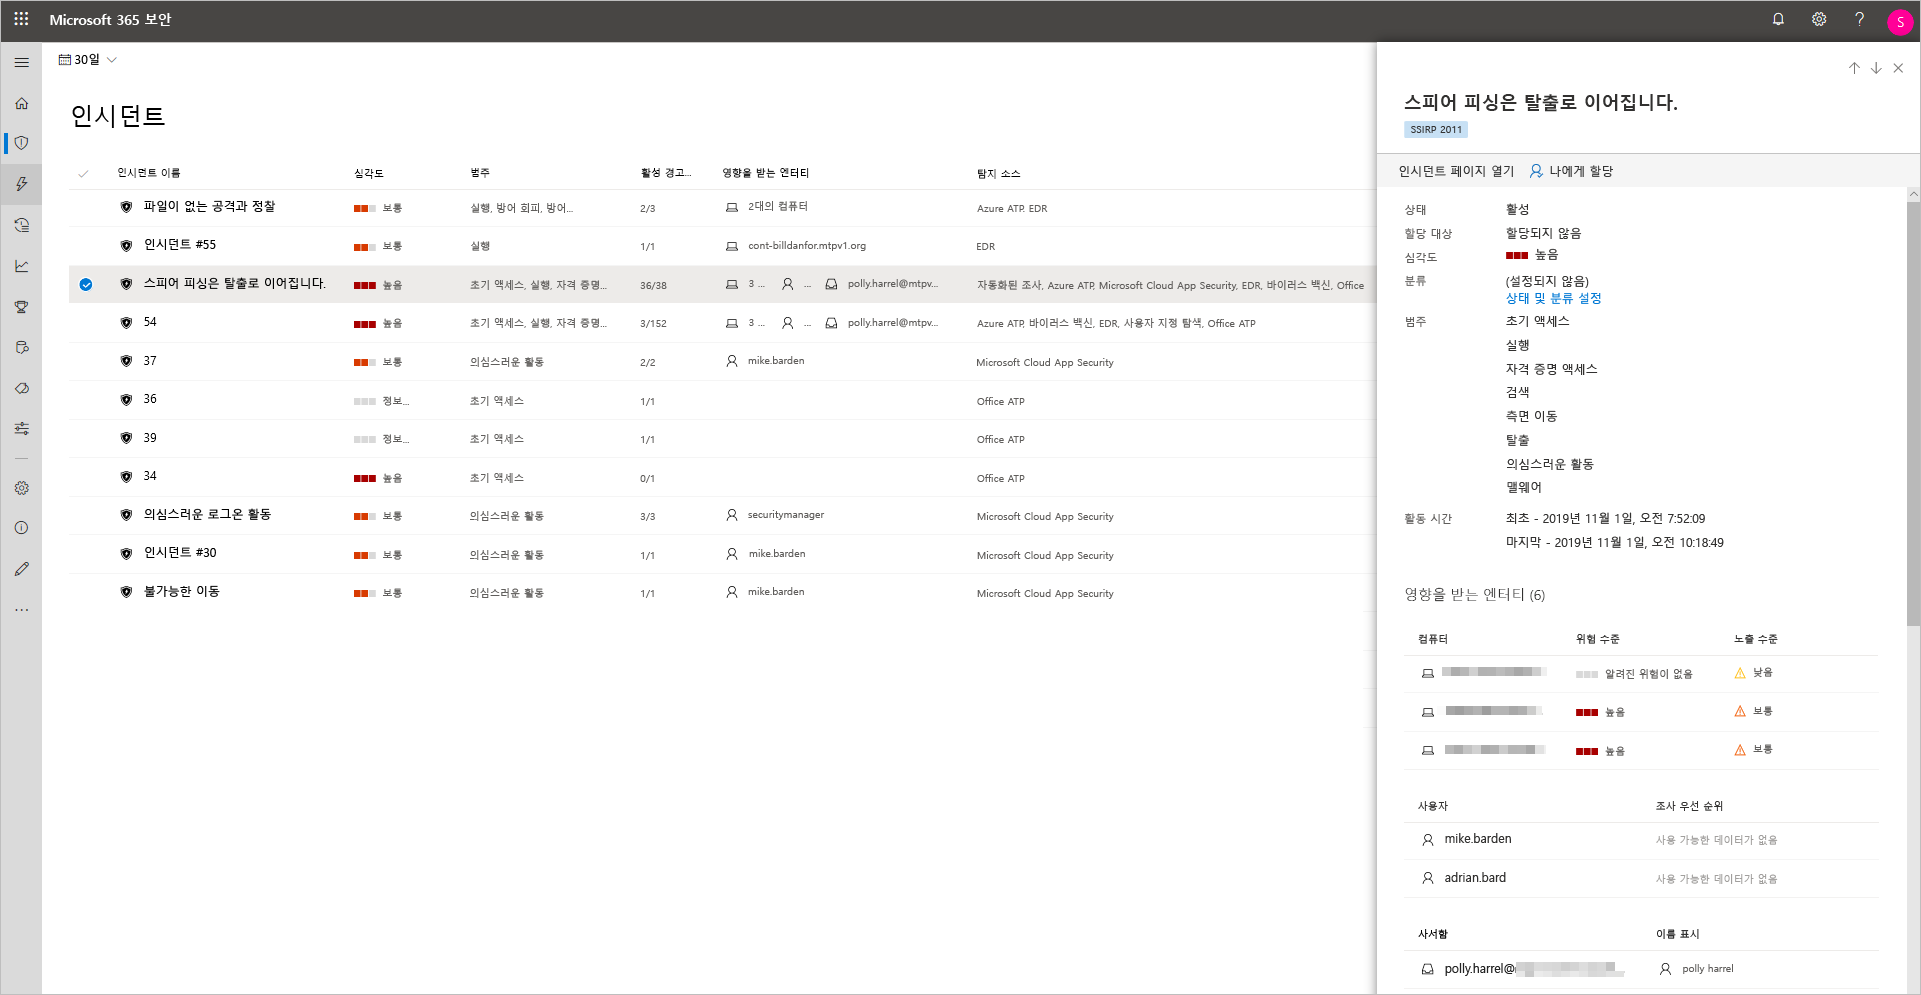 Microsoft 365 보안
?
S
30일
인시던트
인시던트 이름 심각도 범주 활성 경고... 영향을 받는 엔터티 탐지 소스
파일이 없는 공격과 정찰 보통 실행, 방어 회피, 방어... 2/3 2대의 컴퓨터 Azure ATP, EDR
인시던트 #55 보통 실행 1/1 cont-billdanfor.mtpv1.org EDR
스피어 피싱은 탈출로 이어집니다. 높음 초기 액세스, 실행, 자격 증명... 36/38 3 ... ... polly.harrel@mtpv... 자동화된 조사, Azure ATP, Microsoft Cloud App Security, EDR, 바이러스 백신, Office
54 높음 초기 액세스, 실행, 자격 증명... 3/152 3 ... ... polly.harrel@mtpv... Azure ATP, 바이러스 백신, EDR, 사용자 지정 탐색, Office ATP
37 보통 의심스러운 활동 2/2 mike.barden Microsoft Cloud App Security
36 정보... 초기 액세스 1/1 Office ATP
39 정보... 초기 액세스 1/1 Office ATP
34 높음 초기 액세스 0/1 Office ATP
의심스러운 로그온 활동 보통 의심스러운 활동 3/3 securitymanager Microsoft Cloud App Security
인시던트 #30 보통 의심스러운 활동 1/1 mike.barden Microsoft Cloud App Security
불가능한 이동 보통 의심스러운 활동 1/1 mike.barden Microsoft Cloud App Security
스피어 피싱은 탈출로 이어집니다.
SSIRP 2011
인시던트 페이지 열기 나에게 할당
상태 활성
할당 대상 할당되지 않음
심각도 높음
분류 (설정되지 않음)
상태 및 분류 설정
범주 초기 액세스
실행
자격 증명 액세스
검색
측면 이동
탈출
의심스러운 활동
맬웨어
활동 시간 최초 - 2019년 11월 1일, 오전 7:52:09
마지막 - 2019년 11월 1일, 오전 10:18:49
영향을 받는 엔터티 (6)
컴퓨터 위험 수준 노출 수준
알려진 위험이 없음 낮음
높음 보통
높음 보통
사용자 조사 우선 순위
mike.barden 사용 가능한 데이터가 없음
adrian.bard 사용 가능한 데이터가 없음
사서함 이름 표시
polly.harrel@ polly harrel